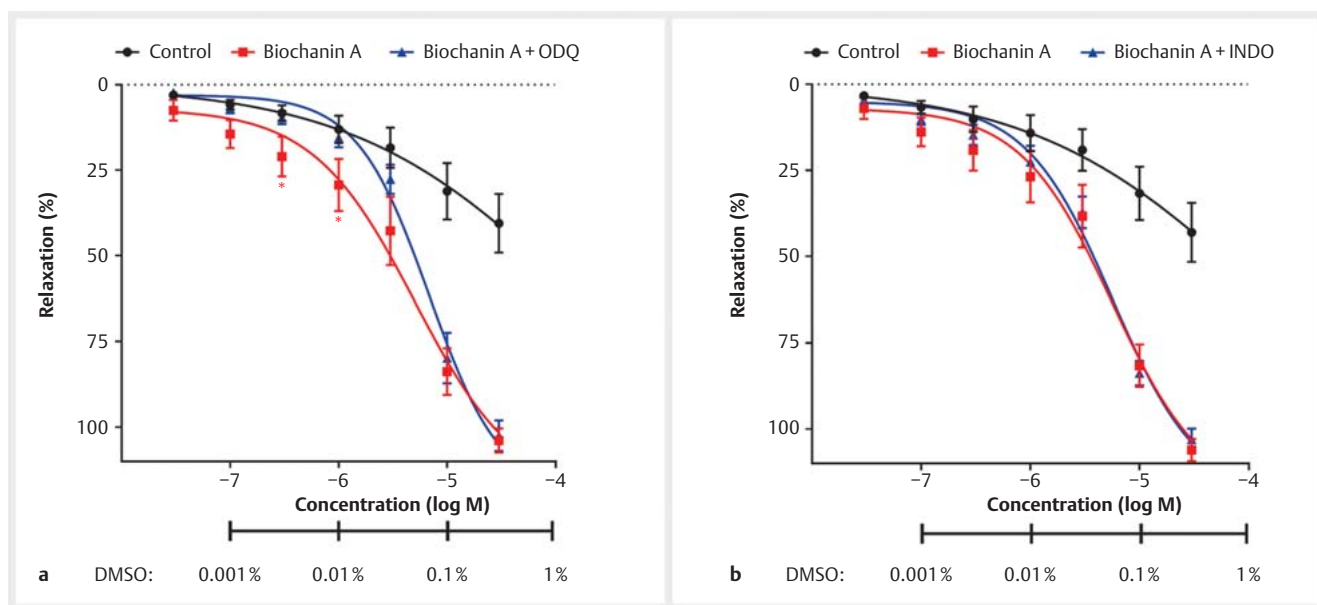 Control Biochanin A Biochanin A + ODQ
0
25
50
75
100
Relaxation (%)
*
*
−7 −6 −5 −4
Concentration (log M)
a DMSO: 0.001 % 0.01 % 0.1 % 1 %
Control Biochanin A Biochanin A + INDO
0
25
50
75
100
Relaxation (%)
−7 −6 −5 −4
Concentration (log M)
b DMSO: 0.001 % 0.01 % 0.1 % 1 %